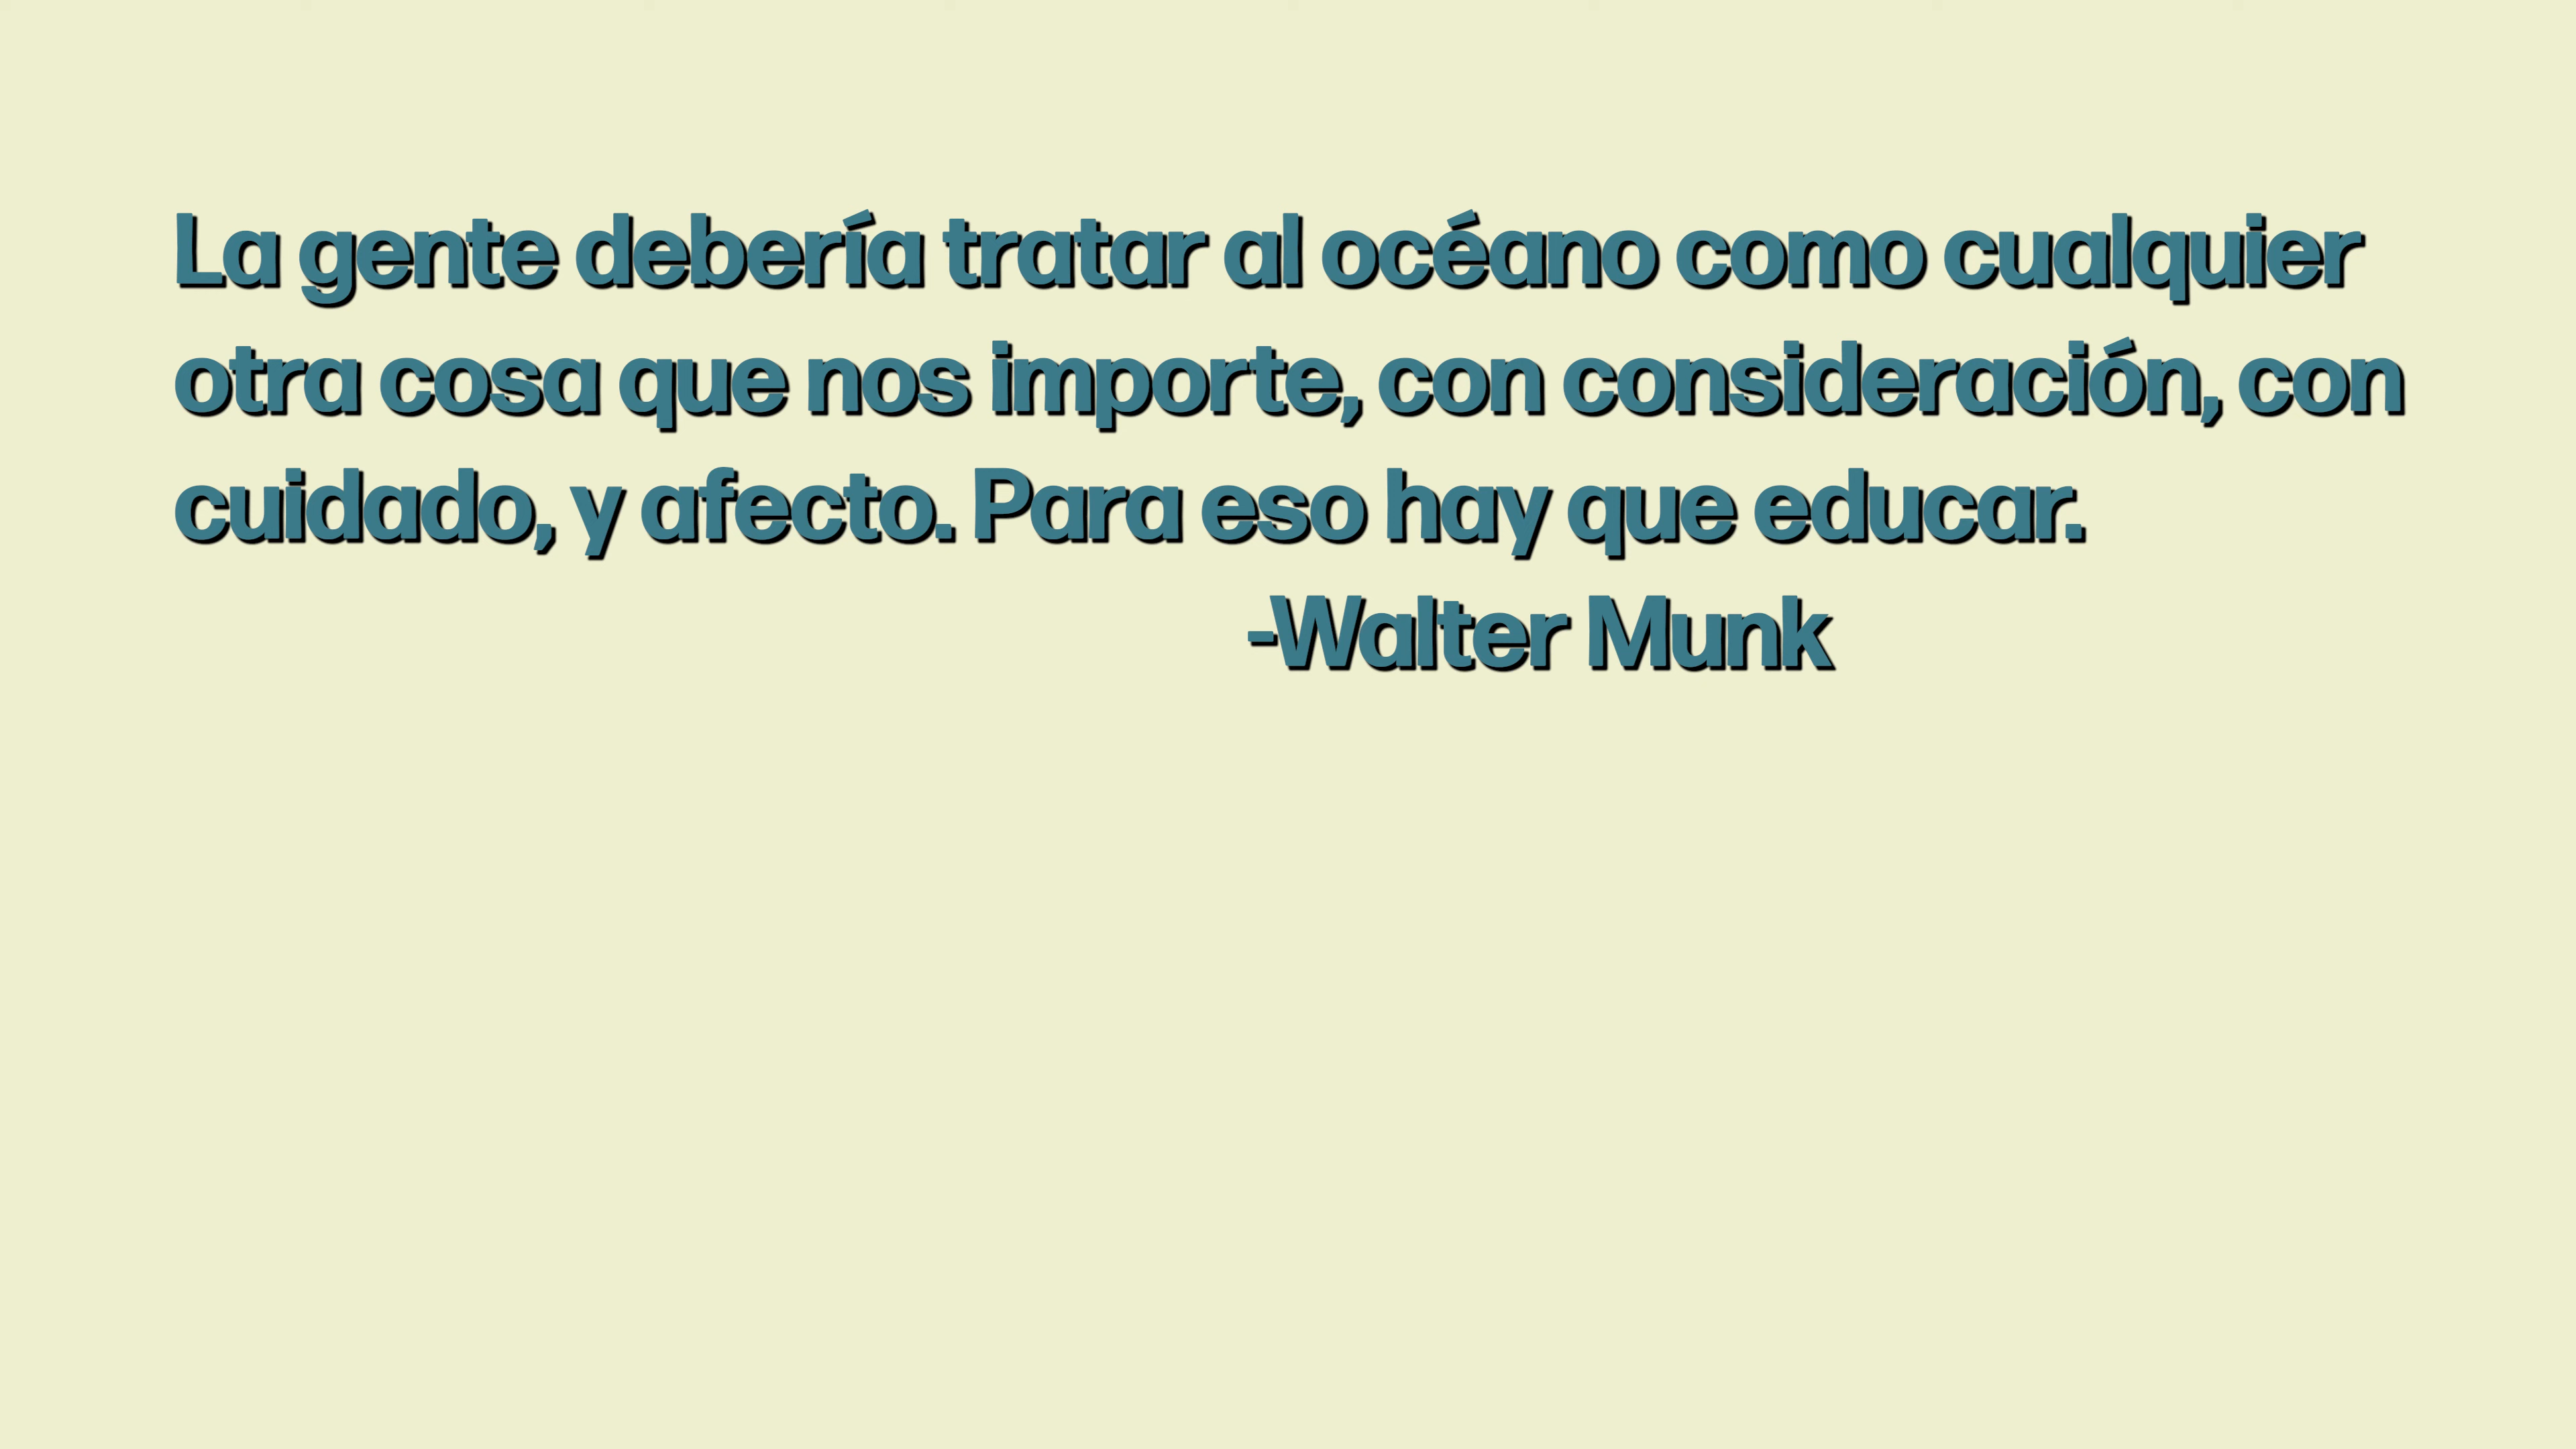 La gente debería tratar al océano como cualquier
otra cosa que nos importe, con consideración, con
cuidado, y afecto. Para eso hay que educar.
-Walter Munk